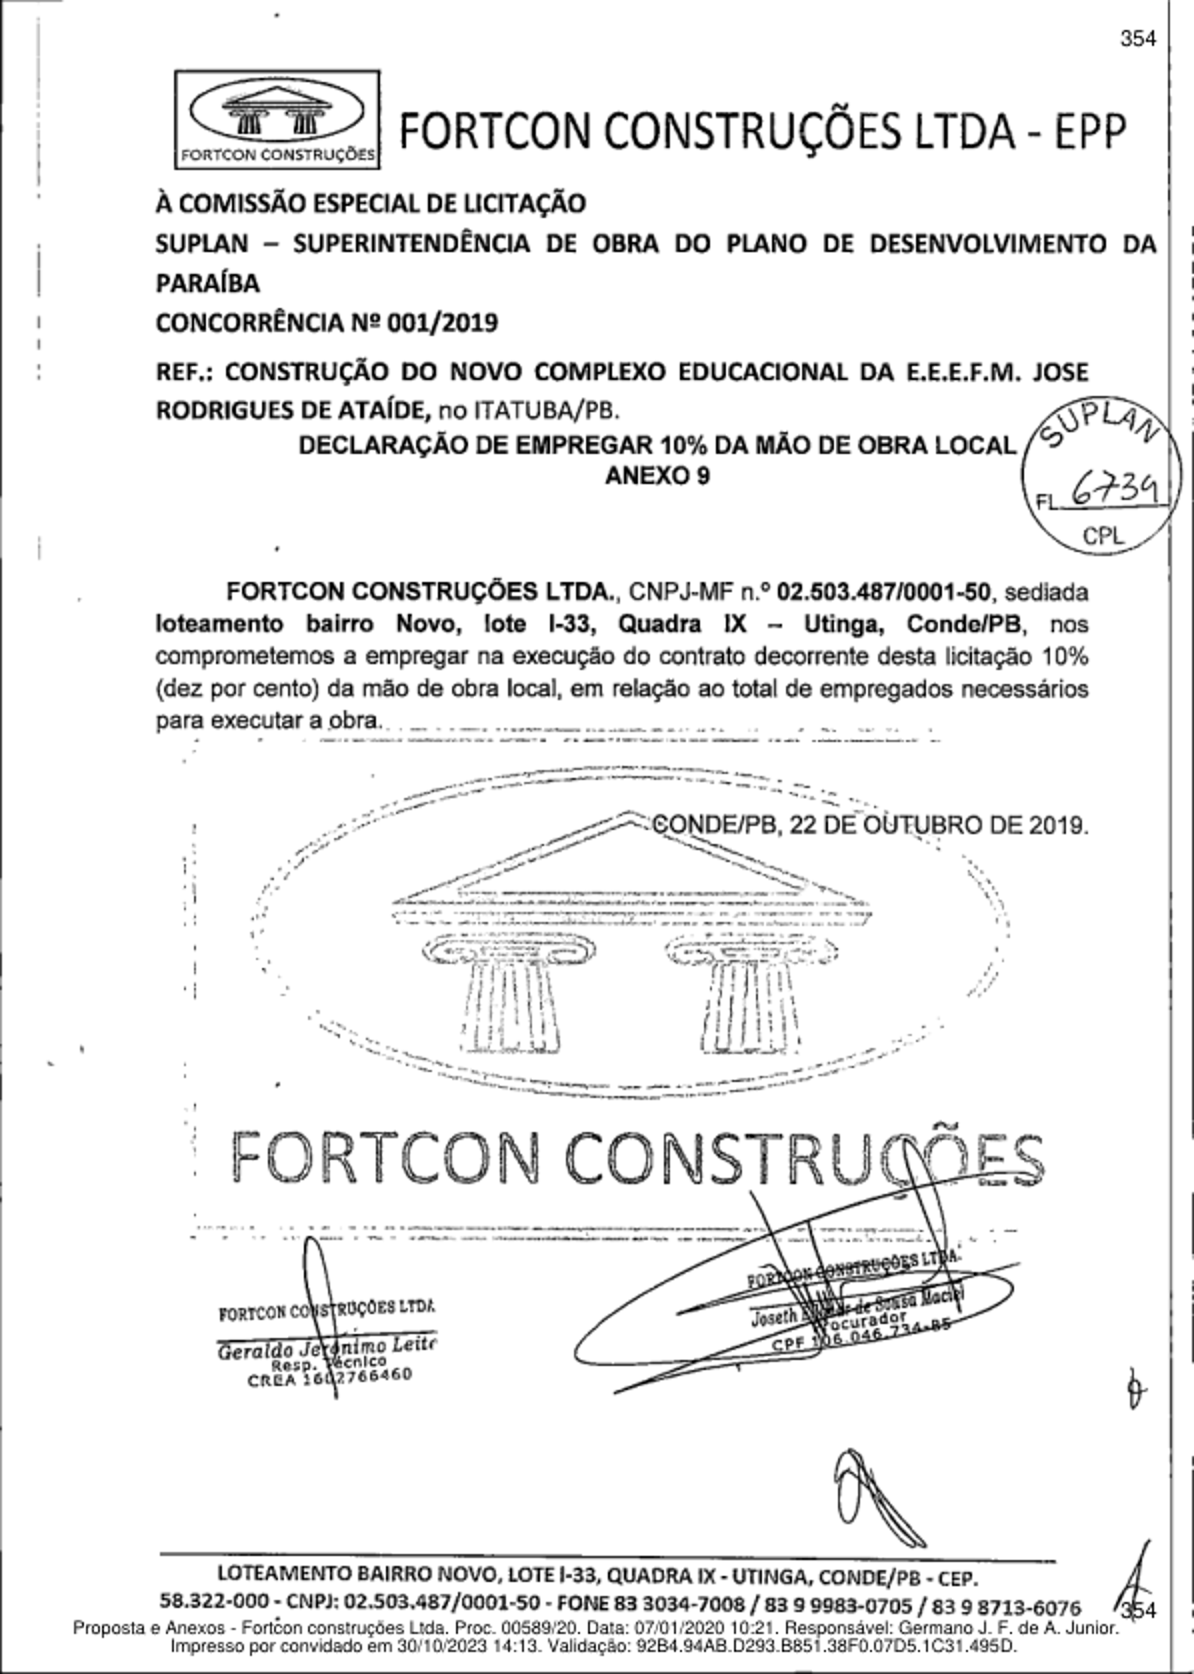 354
FORTCON CONSTRUÇÕES
FORTCON CONSTRUÇÕES LTDA - EPP
À COMISSÃO ESPECIAL DE LICITAÇÃO
SUPLAN – SUPERINTENDÊNCIA DE OBRA DO PLANO DE DESENVOLVIMENTO DA
PARAÍBA
CONCORRÊNCIA Nº 001/2019
REF.: CONSTRUÇÃO DO NOVO COMPLEXO EDUCACIONAL DA E.E.E.F.M. JOSE
RODRIGUES DE ATAÍDE, no ITATUBA/PB.
DECLARAÇÃO DE EMPREGAR 10% DA MÃO DE OBRA LOCAL
ANEXO 9
SUPLAN
FL 6739
CPL
FORTCON CONSTRUÇÕES LTDA., CNPJ-MF n.º 02.503.487/0001-50, sediada
loteamento bairro Novo, lote I-33, Quadra IX – Utinga, Conde/PB, nos
comprometemos a empregar na execução do contrato decorrente desta licitação 10%
(dez por cento) da mão de obra local, em relação ao total de empregados necessários
para executar a obra.
CONDE/PB, 22 DE OUTUBRO DE 2019.
FORTCON CONSTRUÇÕES
FORTCON CONSTRUÇÕES LTDA
Geraldo Jerônimo Leite
Resp. Técnico
CREA 1602766460
FORTCON CONSTRUÇÕES LTDA.
Joseth de Sousa Maciel
Procurador
CPF 106.046.734-85
LOTEAMENTO BAIRRO NOVO, LOTE I-33, QUADRA IX - UTINGA, CONDE/PB - CEP.
58.322-000 - CNPJ: 02.503.487/0001-50 - FONE 83 3034-7008 / 83 9 9983-0705 / 83 9 8713-6076
354
Proposta e Anexos - Fortcon construções Ltda. Proc. 00589/20. Data: 07/01/2020 10:21. Responsável: Germano J. F. de A. Junior.
Impresso por convidado em 30/10/2023 14:13. Validação: 92B4.94AB.D293.B851.38F0.07D5.1C31.495D.